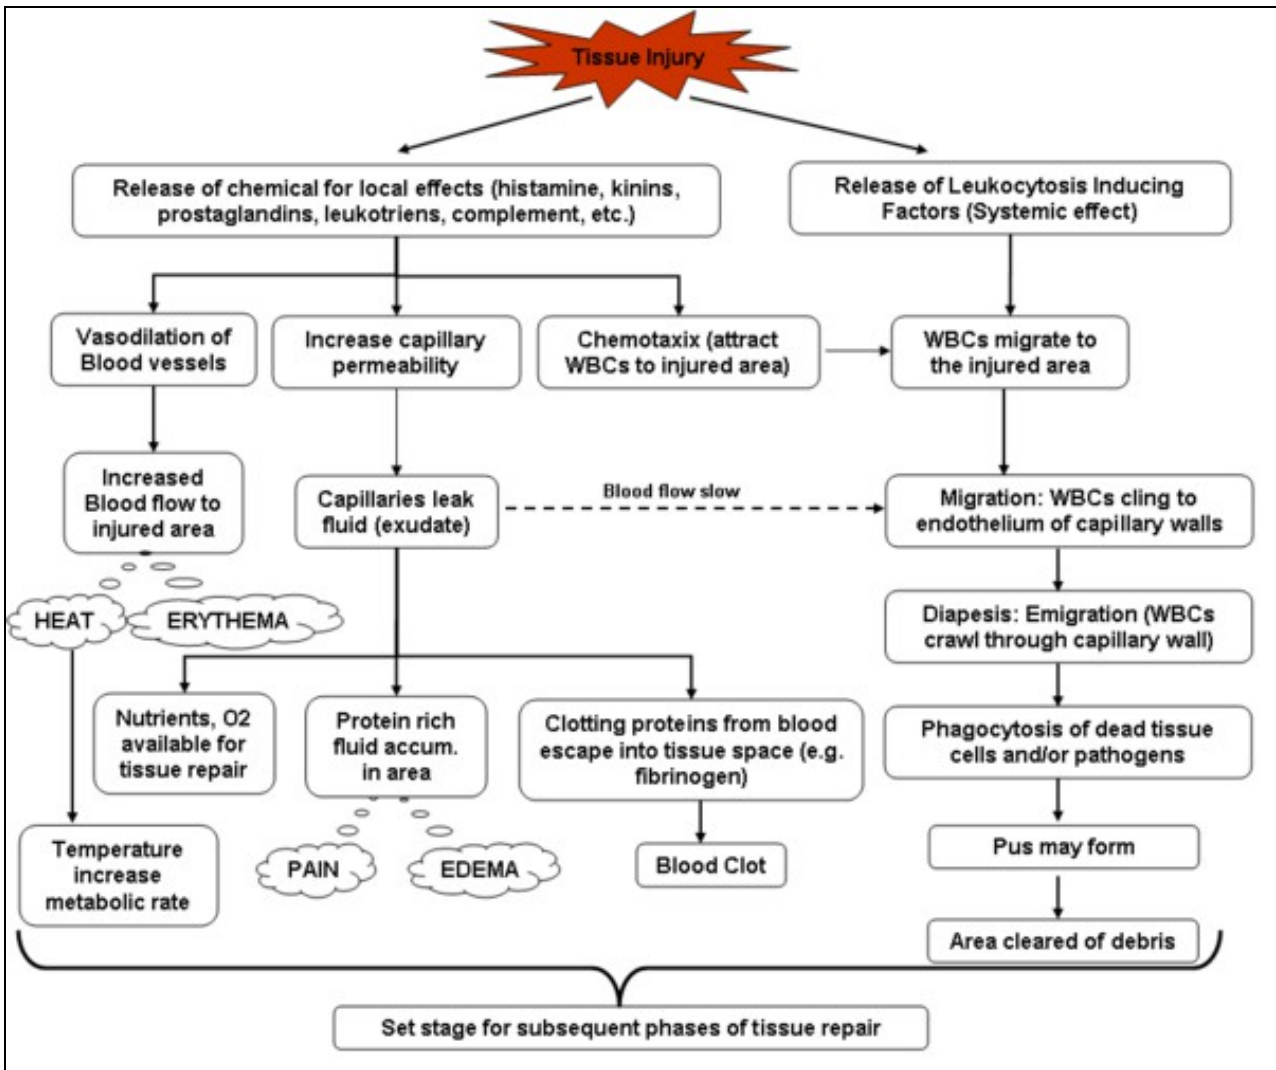 Tissue Injury
Release of chemical for local effects (histamine, kinins,
prostaglandins, leukotriens, complement, etc.)
Release of Leukocytosis Inducing
Factors (Systemic effect)
Vasodilation of
Blood vessels
Increase capillary
permeability
Chemotaxix (attract
WBCs to injured area)
WBCs migrate to
the injured area
Increased
Blood flow to
injured area
Capillaries leak
fluid (exudate)
Blood flow slow
Migration: WBCs cling to
endothelium of capillary walls
HEAT
ERYTHEMA
Diapesis: Emigration (WBCs
crawl through capillary wall)
Nutrients, O2
available for
tissue repair
Protein rich
fluid accum.
in area
Clotting proteins from blood
escape into tissue space (e.g.
fibrinogen)
Phagocytosis of dead tissue
cells and/or pathogens
Temperature
increase
metabolic rate
PAIN
EDEMA
Blood Clot
Pus may form
Area cleared of debris
Set stage for subsequent phases of tissue repair